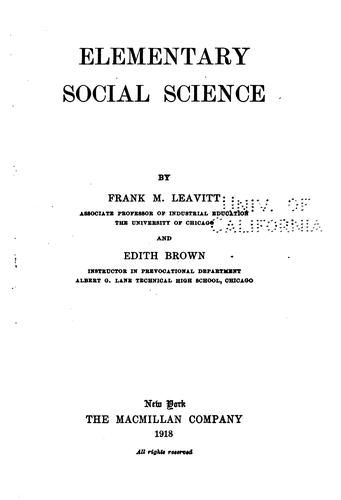 ELEMENTARY
SOCIAL SCIENCE
BY
FRANK M. LEAVITT
ASSOCIATE PROFESSOR OF INDUSTRIAL EDUCATION
THE UNIVERSITY OF CHICAGO
UNIV. OF
CALIFORNIA
AND
EDITH BROWN
INSTRUCTOR IN PREVOCATIONAL DEPARTMENT
ALBERT G. LANE TECHNICAL HIGH SCHOOL, CHICAGO
New York
THE MACMILLAN COMPANY
1918
All rights reserved